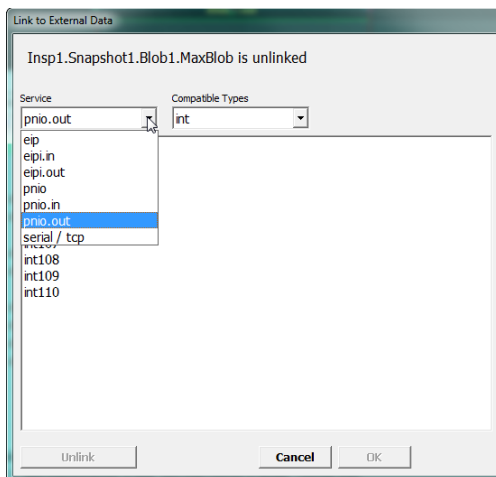 Link to External Data
Insp1.Snapshot1.Blob1.MaxBlob is unlinked
Service
Compatible Types
pnio.out
int
eip
eipi.in
eipi.out
pnio
pnio.in
pnio.out
serial / tcp
int108
int109
int110
Unlink
Cancel
OK